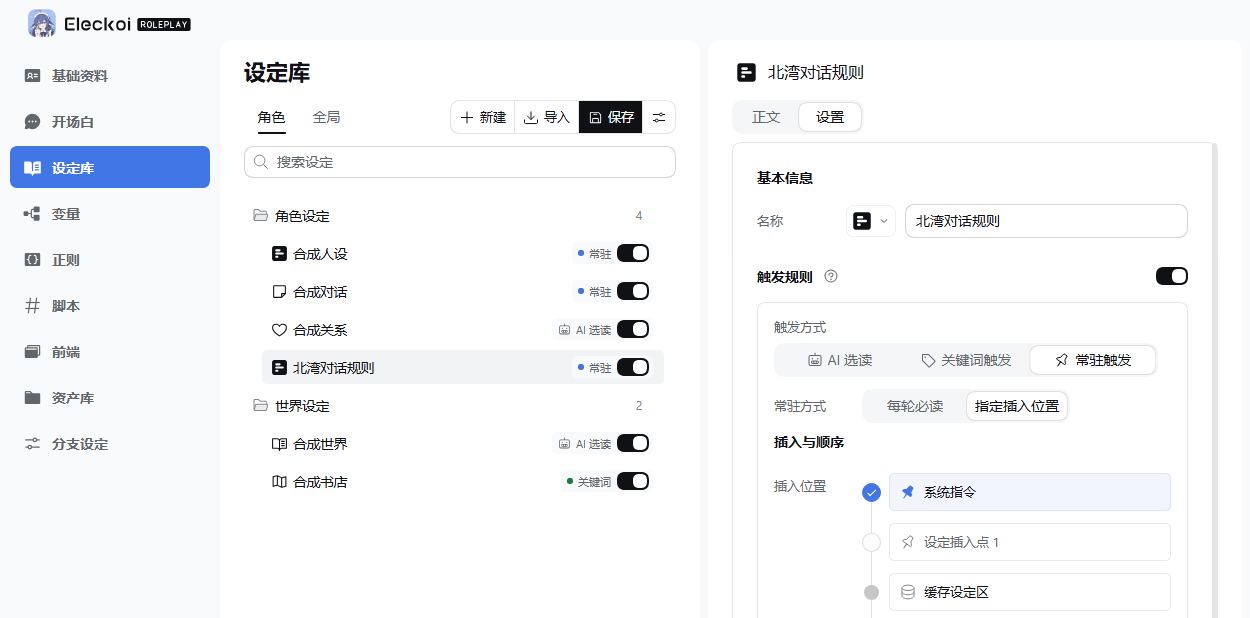 Eleckoi ROLEPLAY
基础资料
开场白
设定库
变量
正则
脚本
前端
资产库
分支设定
设定库
角色 全局
新建 导入 保存
搜索设定
角色设定 4
合成人设 常驻
合成对话 常驻
合成关系 AI 选读
北湾对话规则 常驻
世界设定 2
合成世界 AI 选读
合成书店 关键词
北湾对话规则
正文 设置
基本信息
名称 北湾对话规则
触发规则
触发方式
AI 选读 关键词触发 常驻触发
常驻方式 每轮必读 指定插入位置
插入与顺序
插入位置 系统指令
设定插入点 1
缓存设定区